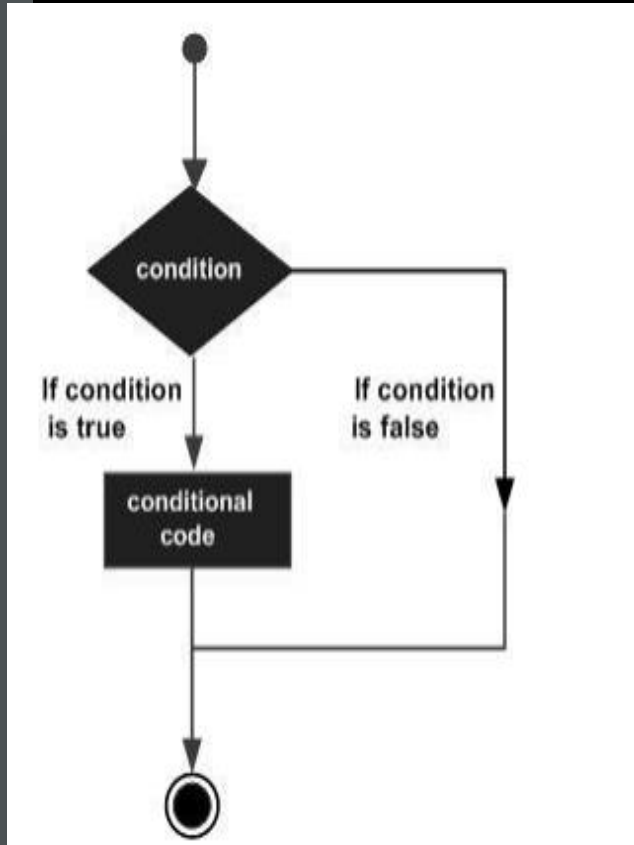 condition
If condition
is true
If condition
is false
conditional
code